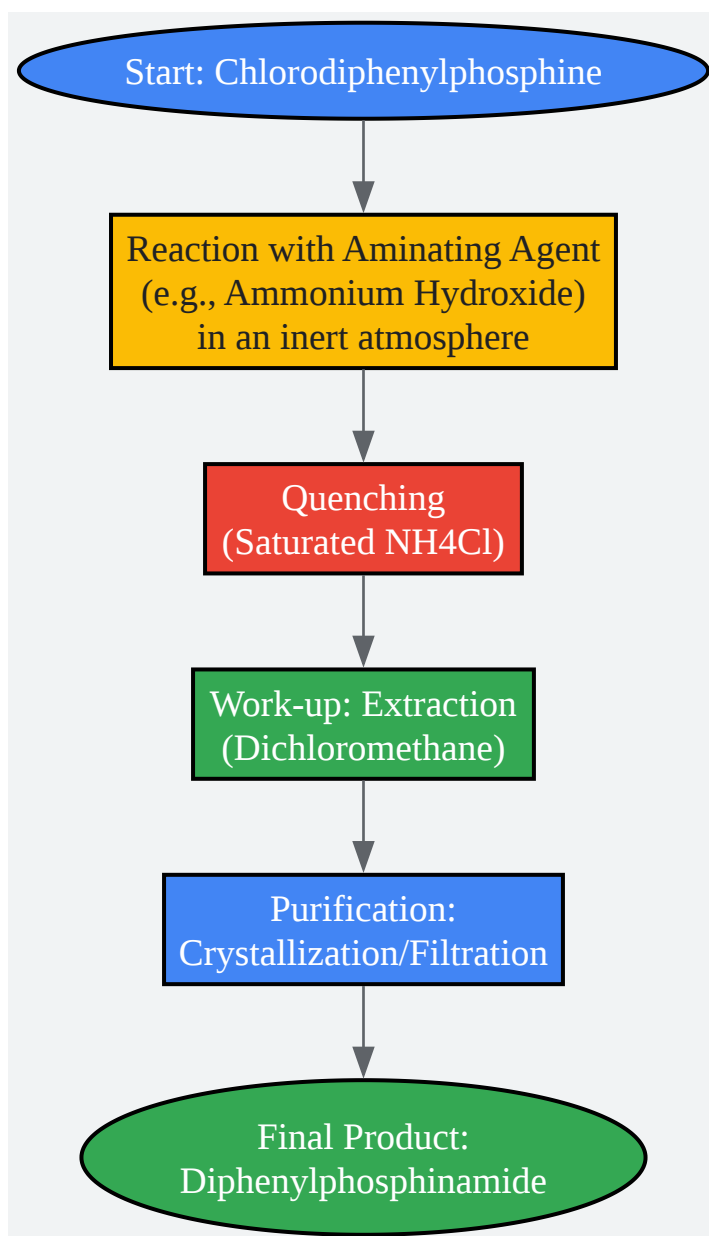 Start: Chlorodiphenylphosphine
Reaction with Aminating Agent
(e.g., Ammonium Hydroxide)
in an inert atmosphere
Quenching
(Saturated NH4Cl)
Work-up: Extraction
(Dichloromethane)
Purification:
Crystallization/Filtration
Final Product:
Diphenylphosphinamide